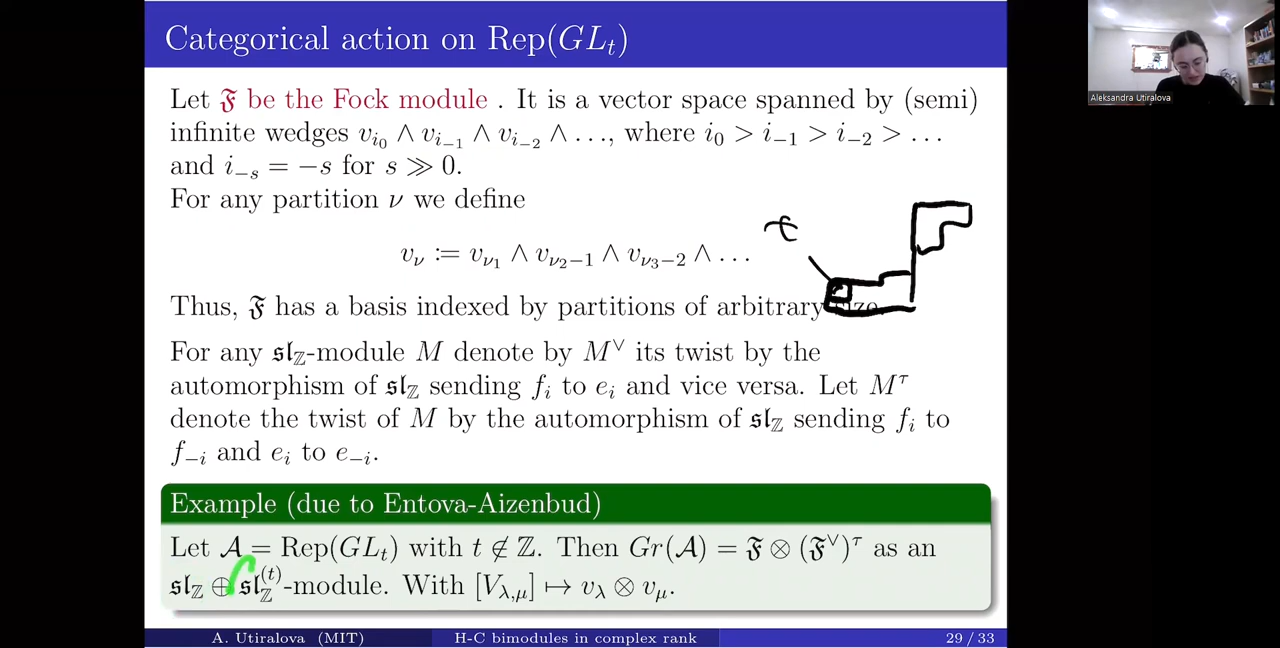 Categorical action on Rep(GL_t)
Aleksandra Utiralova
Let 𝔉 be the Fock module . It is a vector space spanned by (semi)
infinite wedges v_{i_0} ∧ v_{i_{-1}} ∧ v_{i_{-2}} ∧ …, where i_0 > i_{-1} > i_{-2} > …
and i_{-s} = −s for s ≫ 0.
For any partition ν we define
v_ν := v_{ν_1} ∧ v_{ν_2−1} ∧ v_{ν_3−2} ∧ …
t
Thus, 𝔉 has a basis indexed by partitions of arbitrary size.
For any 𝔰𝔩_ℤ-module M denote by M^∨ its twist by the
automorphism of 𝔰𝔩_ℤ sending f_i to e_i and vice versa. Let M^τ
denote the twist of M by the automorphism of 𝔰𝔩_ℤ sending f_i to
f_{−i} and e_i to e_{−i}.
Example (due to Entova-Aizenbud)
Let 𝒜 = Rep(GL_t) with t ∉ ℤ. Then Gr(𝒜) = 𝔉 ⊗ (𝔉^∨)^τ as an
𝔰𝔩_ℤ ⊕ 𝔰𝔩_ℤ^{(t)}-module. With [V_{λ,μ}] ↦ v_λ ⊗ v_μ.
A. Utiralova (MIT) H-C bimodules in complex rank 29 / 33